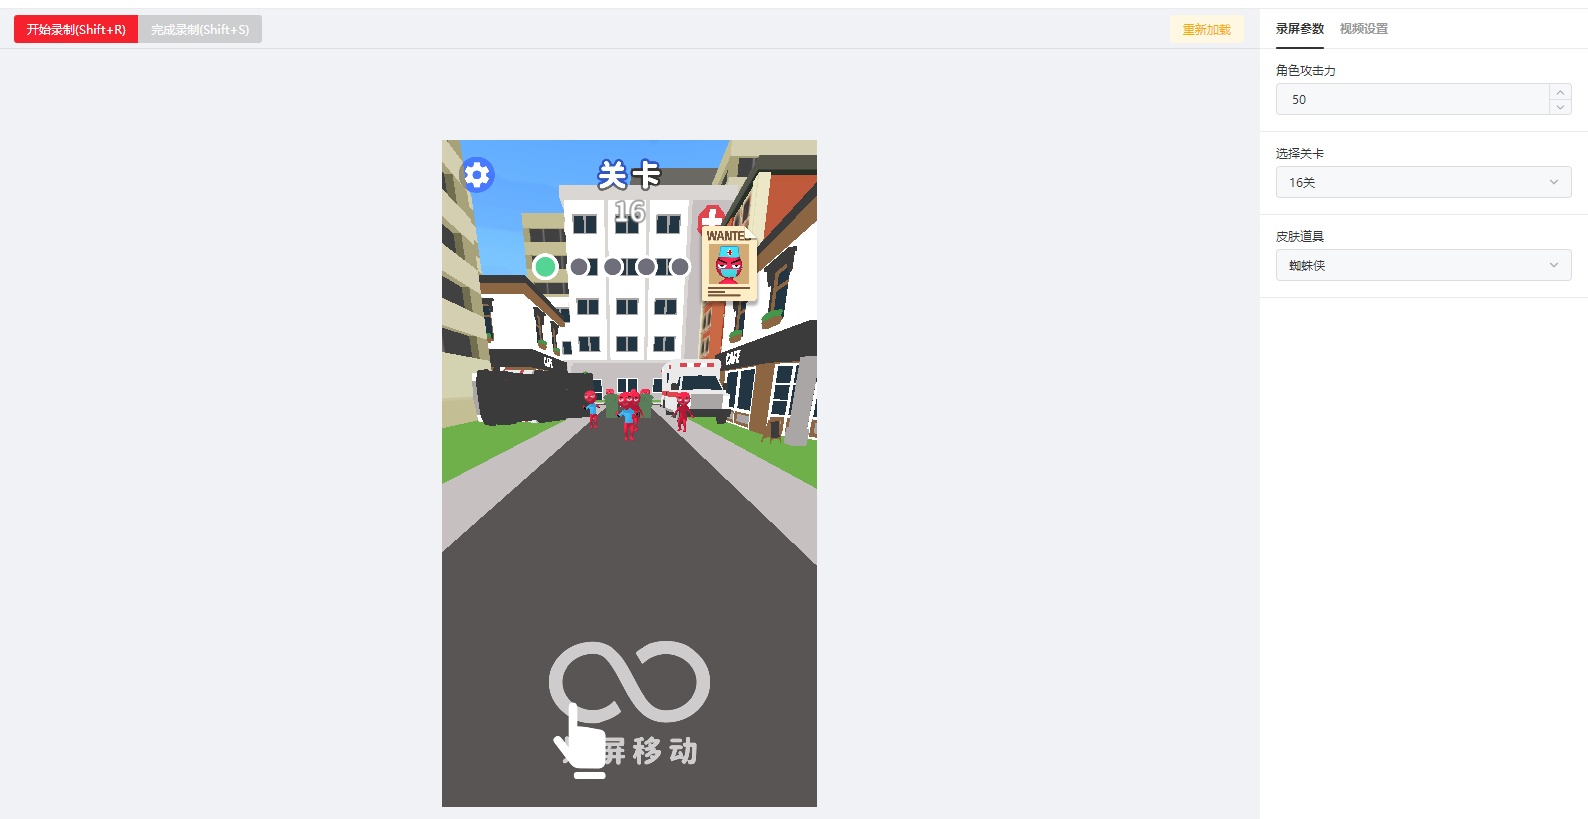 开始录制(Shift+R)
完成录制(Shift+S)
重新加载
录屏参数
视频设置
角色攻击力
50
选择关卡
16关
皮肤道具
蜘蛛侠
关卡
16
CAFE
屏移动